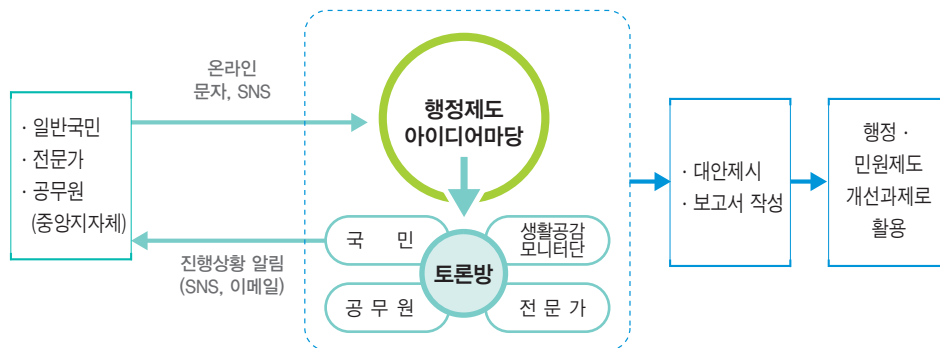 온라인
문자, SNS
· 일반국민
· 전문가
· 공무원
(중앙지자체)
진행상황 알림
(SNS, 이메일)
행정제도
아이디어마당
국 민
생활공감
모니터단
토론방
공 무 원
전 문 가
· 대안제시
· 보고서 작성
행정 ·
민원제도
개선과제로
활용